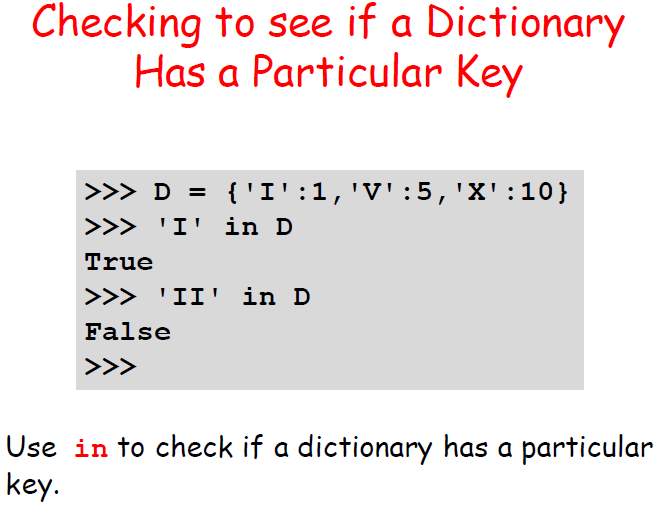 Checking to see if a Dictionary
Has a Particular Key
>>> D = {'I':1,'V':5,'X':10}
>>> 'I' in D
True
>>> 'II' in D
False
>>>
Use in to check if a dictionary has a particular
key.